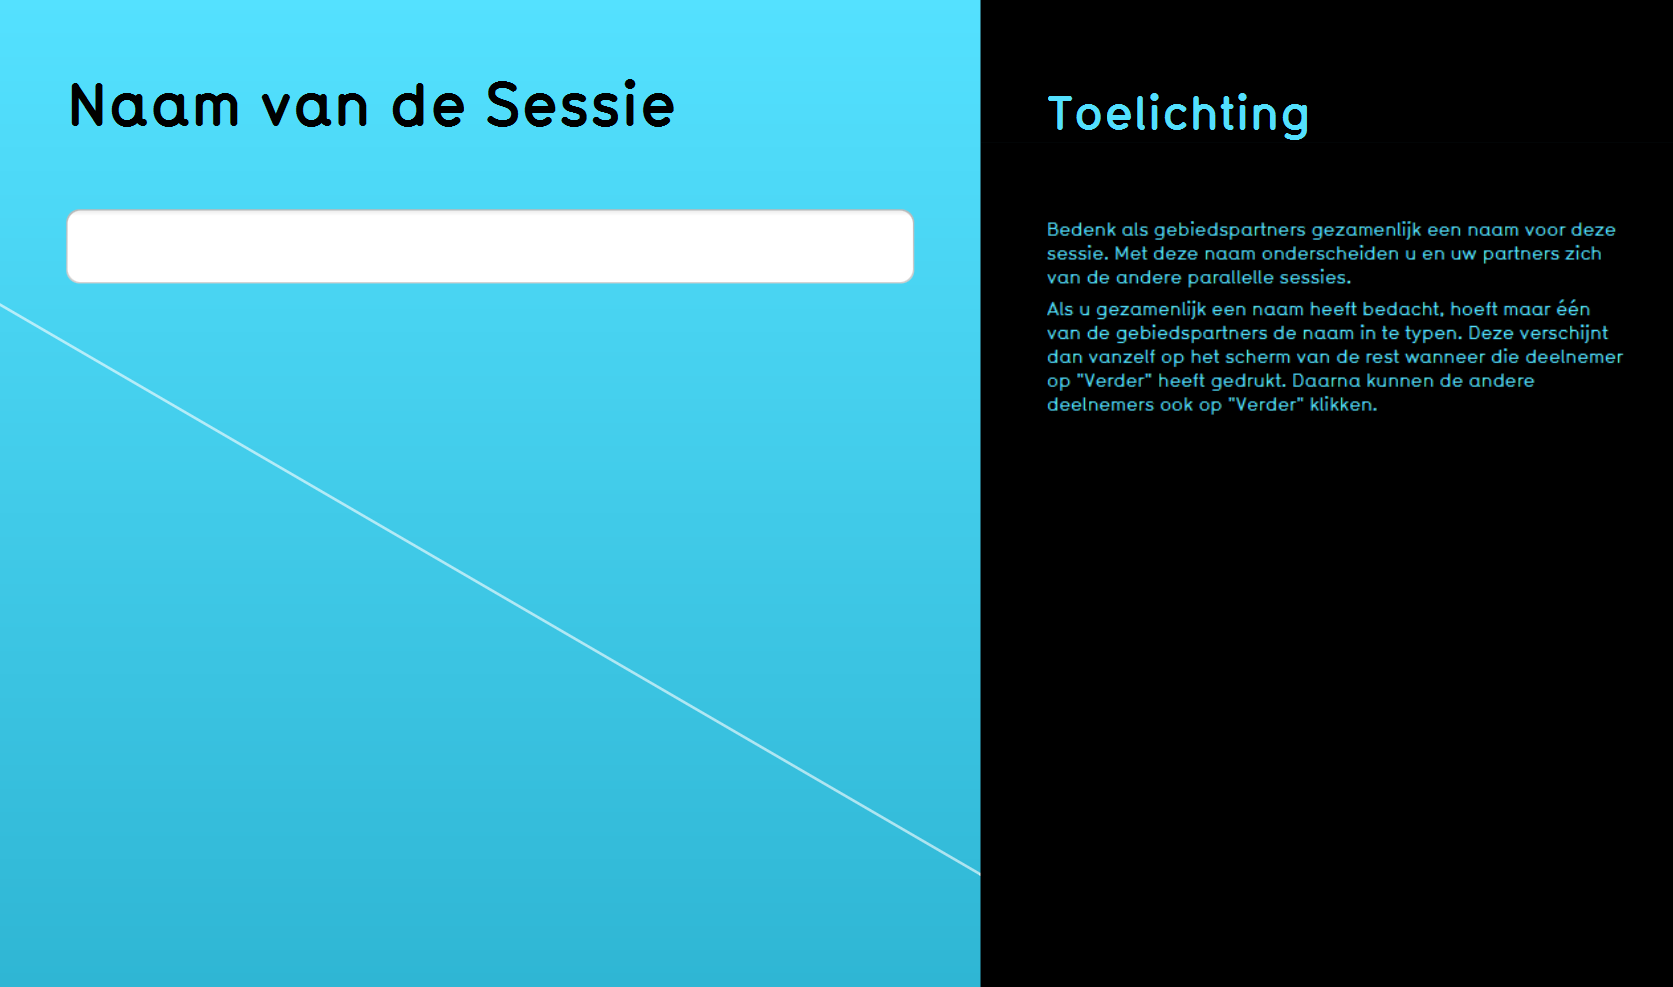 Naam van de Sessie
Toelichting
Bedenk als gebiedspartners gezamenlijk een naam voor deze
sessie. Met deze naam onderscheiden u en uw partners zich
van de andere parallelle sessies.
Als u gezamenlijk een naam heeft bedacht, hoeft maar één
van de gebiedspartners de naam in te typen. Deze verschijnt
dan vanzelf op het scherm van de rest wanneer die deelnemer
op "Verder" heeft gedrukt. Daarna kunnen de andere
deelnemers ook op "Verder" klikken.